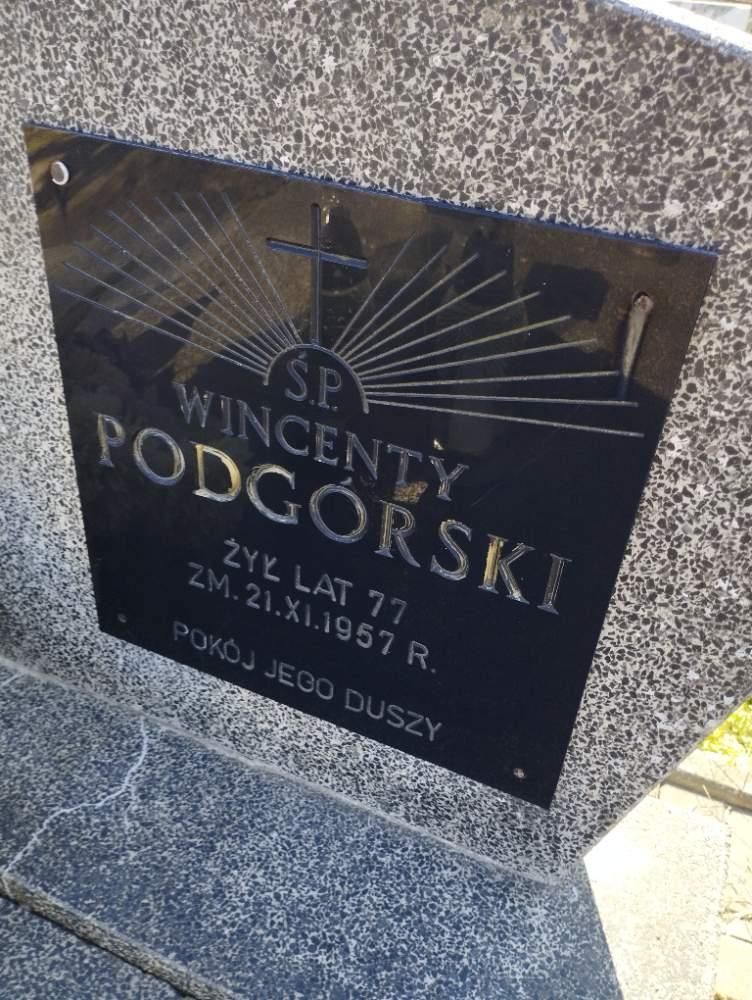 Ś.P.
WINCENTY
PODGÓRSKI
ŻYŁ LAT 77
ZM. 21.XI.1957 R.
POKÓJ JEGO DUSZY